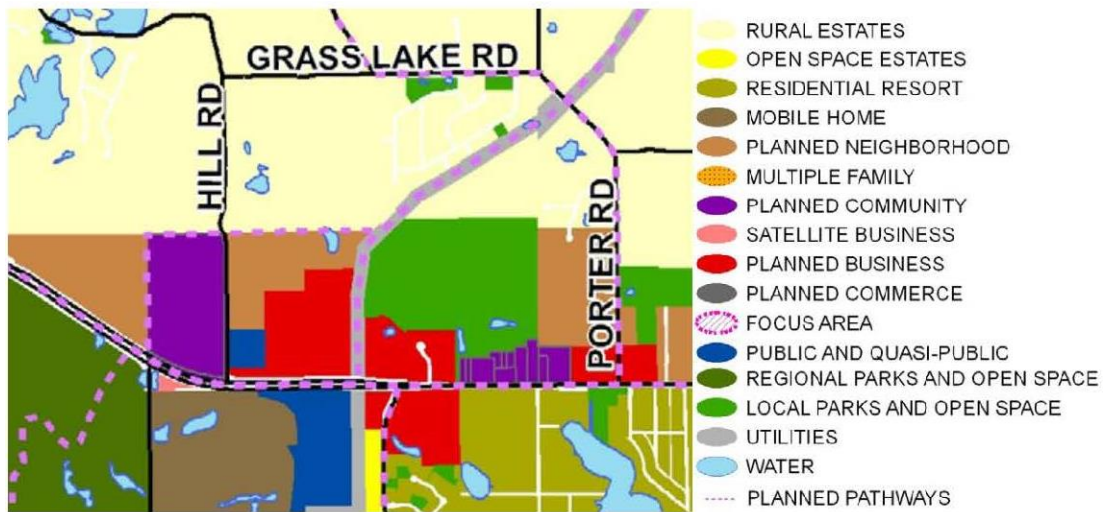 GRASS LAKE RD
HILL RD
PORTER RD
RURAL ESTATES
OPEN SPACE ESTATES
RESIDENTIAL RESORT
MOBILE HOME
PLANNED NEIGHBORHOOD
MULTIPLE FAMILY
PLANNED COMMUNITY
SATELLITE BUSINESS
PLANNED BUSINESS
PLANNED COMMERCE
FOCUS AREA
PUBLIC AND QUASI-PUBLIC
REGIONAL PARKS AND OPEN SPACE
LOCAL PARKS AND OPEN SPACE
UTILITIES
WATER
PLANNED PATHWAYS